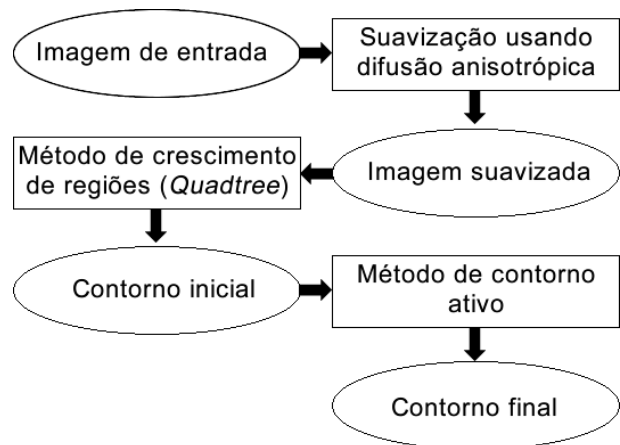 Imagem de entrada
Suavização usando
difusão anisotrópica
Imagem suavizada
Método de crescimento
de regiões (Quadtree)
Contorno inicial
Método de contorno
ativo
Contorno final